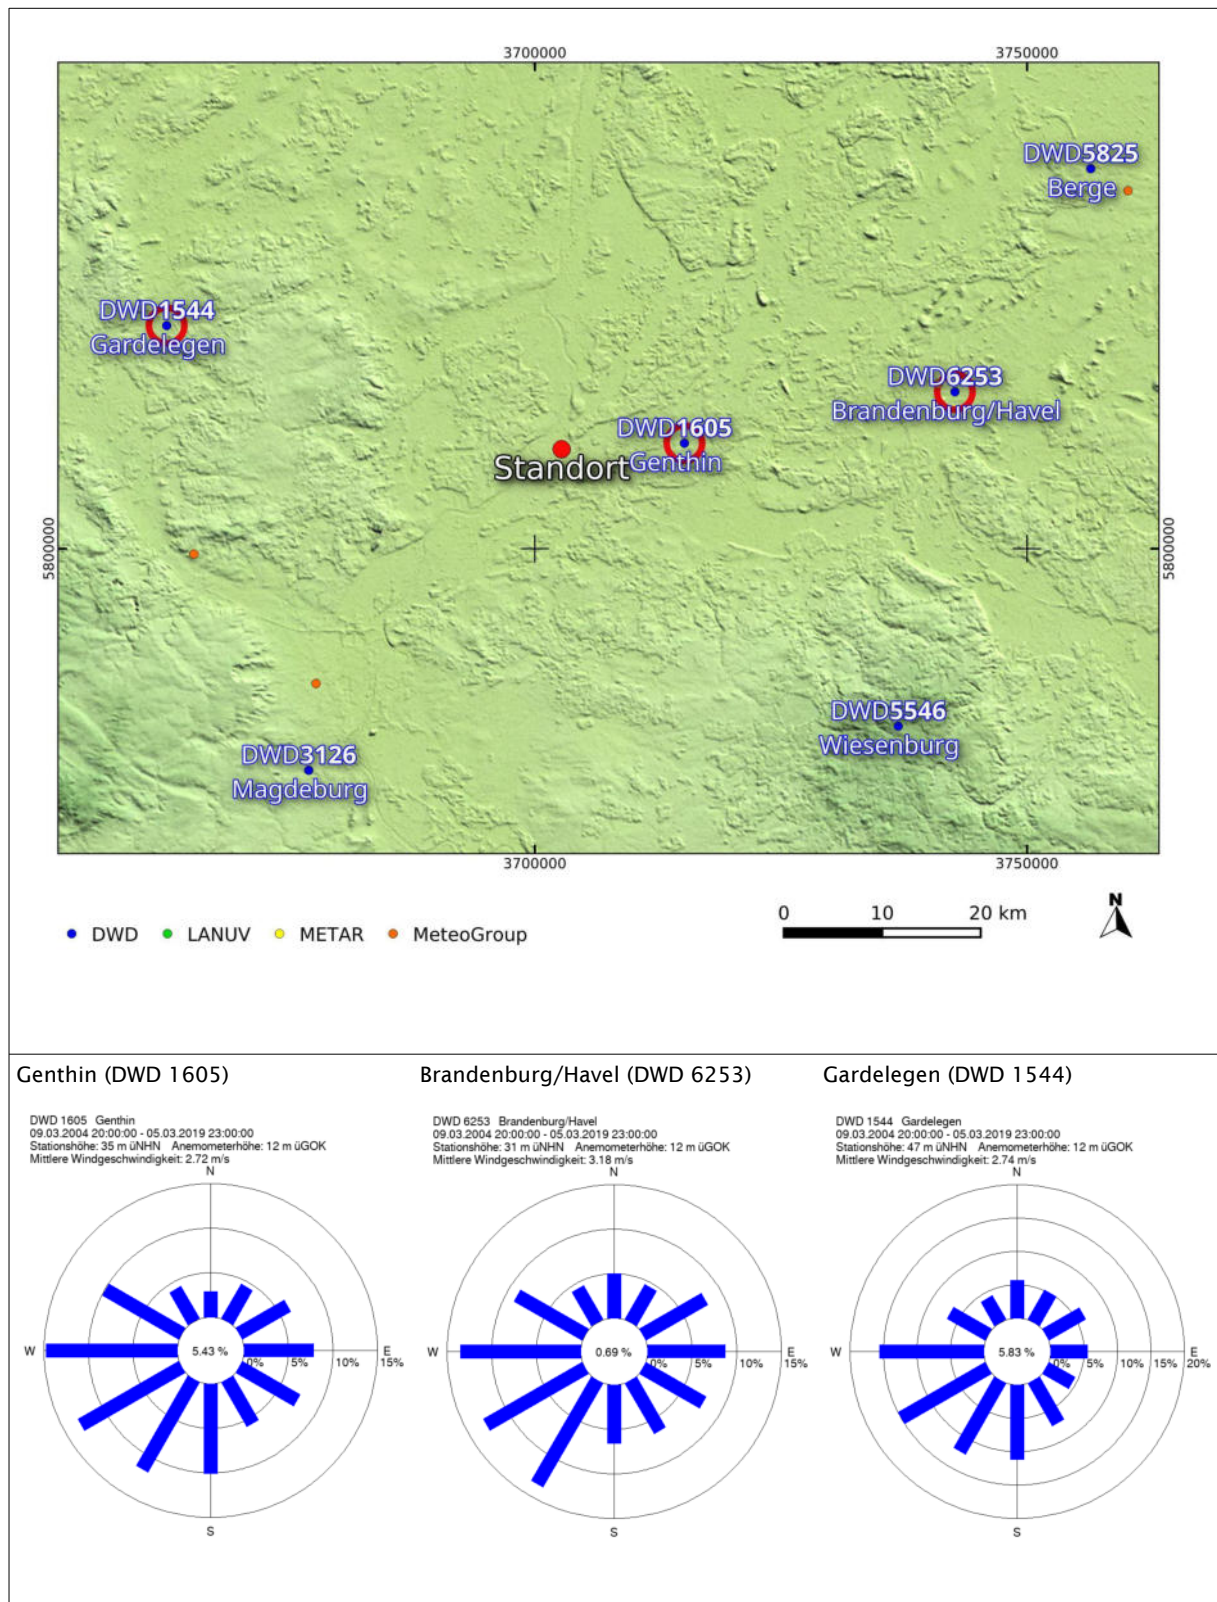 3700000 3750000
DWD5825
Berge
DWD1544
Gardelegen
DWD6253
Brandenburg/Havel
DWD1605
Standort Genthin
5800000 5800000
DWD5546
Wiesenburg
DWD3126
Magdeburg
3700000 3750000
0 10 20 km
N
DWD LANUV METAR MeteoGroup
Genthin (DWD 1605)
DWD 1605 Genthin
09.03.2004 20:00:00 - 05.03.2019 23:00:00
Stationshöhe: 35 m üNHN Anemometerhöhe: 12 m üGOK
Mittlere Windgeschwindigkeit: 2.72 m/s
N
W 5.43 % E
0% 5% 10% 15%
S
Brandenburg/Havel (DWD 6253)
DWD 6253 Brandenburg/Havel
09.03.2004 20:00:00 - 05.03.2019 23:00:00
Stationshöhe: 31 m üNHN Anemometerhöhe: 12 m üGOK
Mittlere Windgeschwindigkeit: 3.18 m/s
N
W 0.69 % E
0% 5% 10% 15%
S
Gardelegen (DWD 1544)
DWD 1544 Gardelegen
09.03.2004 20:00:00 - 05.03.2019 23:00:00
Stationshöhe: 47 m üNHN Anemometerhöhe: 12 m üGOK
Mittlere Windgeschwindigkeit: 2.74 m/s
N
W 5.83 % E
0% 5% 10% 15% 20%
S